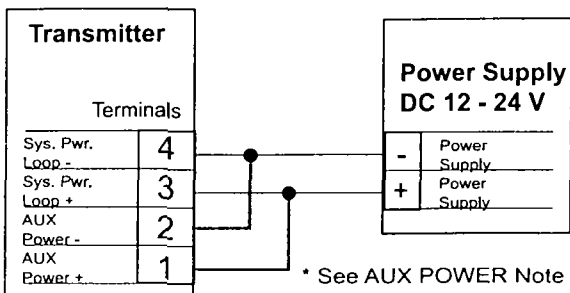 Transmitter
Terminals
Sys. Pwr.
Loop -
4
Sys. Pwr.
Loop +
3
AUX
Power -
2
AUX
Power +
1
Power Supply
DC 12 - 24 V
-
Power
Supply
+
Power
Supply
* See AUX POWER Note